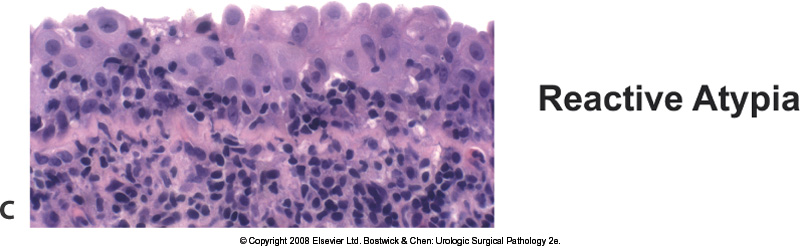 Reactive Atypia
C
© Copyright 2008 Elsevier Ltd. Bostwick & Chen: Urologic Surgical Pathology 2e.